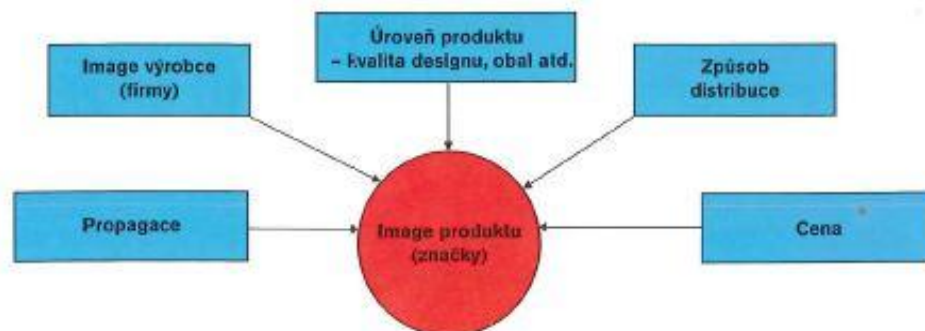 Úroveň produktu
– kvalita designu, obal atd.
Image výrobce
(firmy)
Způsob
distribuce
Propagace
Image produktu
(značky)
Cena